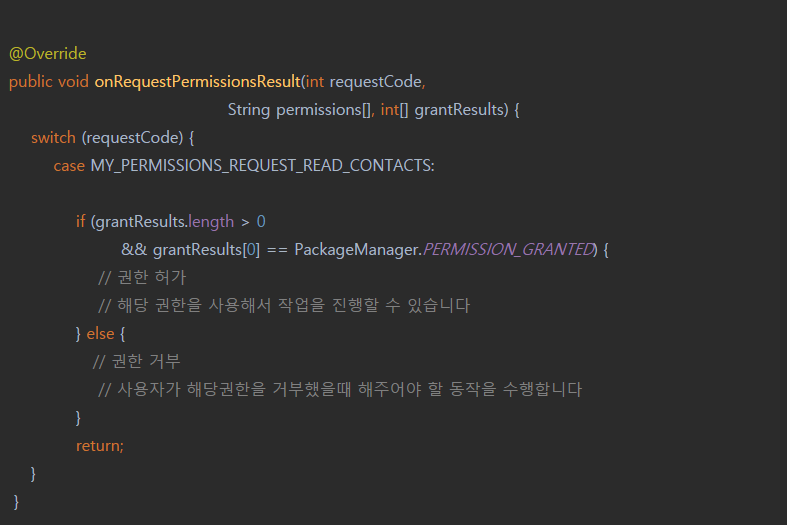 @Override
public void onRequestPermissionsResult(int requestCode,
String permissions[], int[] grantResults) {
switch (requestCode) {
case MY_PERMISSIONS_REQUEST_READ_CONTACTS:
if (grantResults.length > 0
&& grantResults[0] == PackageManager.PERMISSION_GRANTED) {
// 권한 허가
// 해당 권한을 사용해서 작업을 진행할 수 있습니다
} else {
// 권한 거부
// 사용자가 해당권한을 거부했을때 해주어야 할 동작을 수행합니다
}
return;
}
}